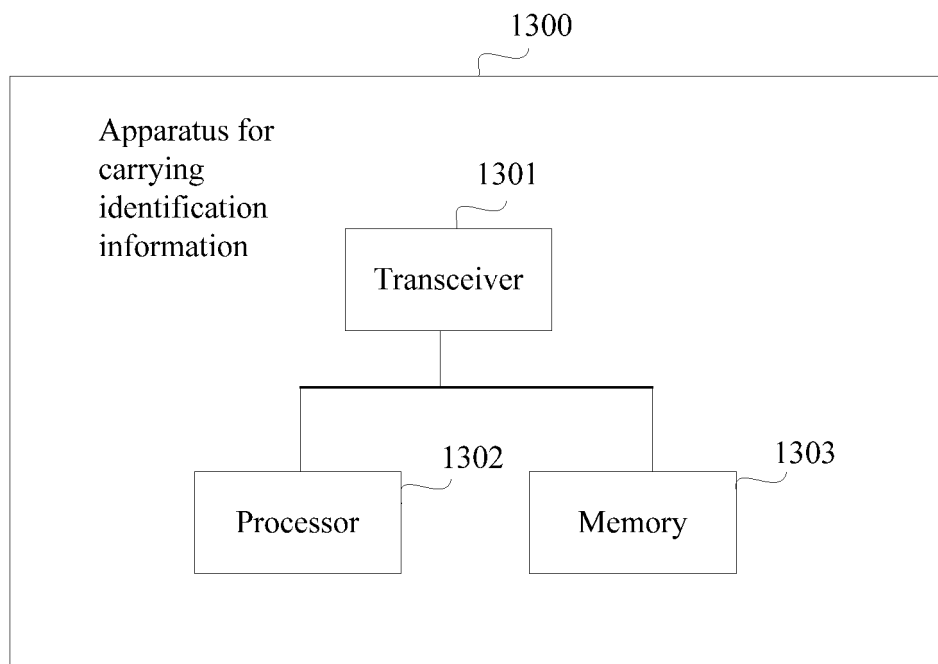 1300
Apparatus for
carrying
identification
information
1301
Transceiver
1302
Processor
1303
Memory